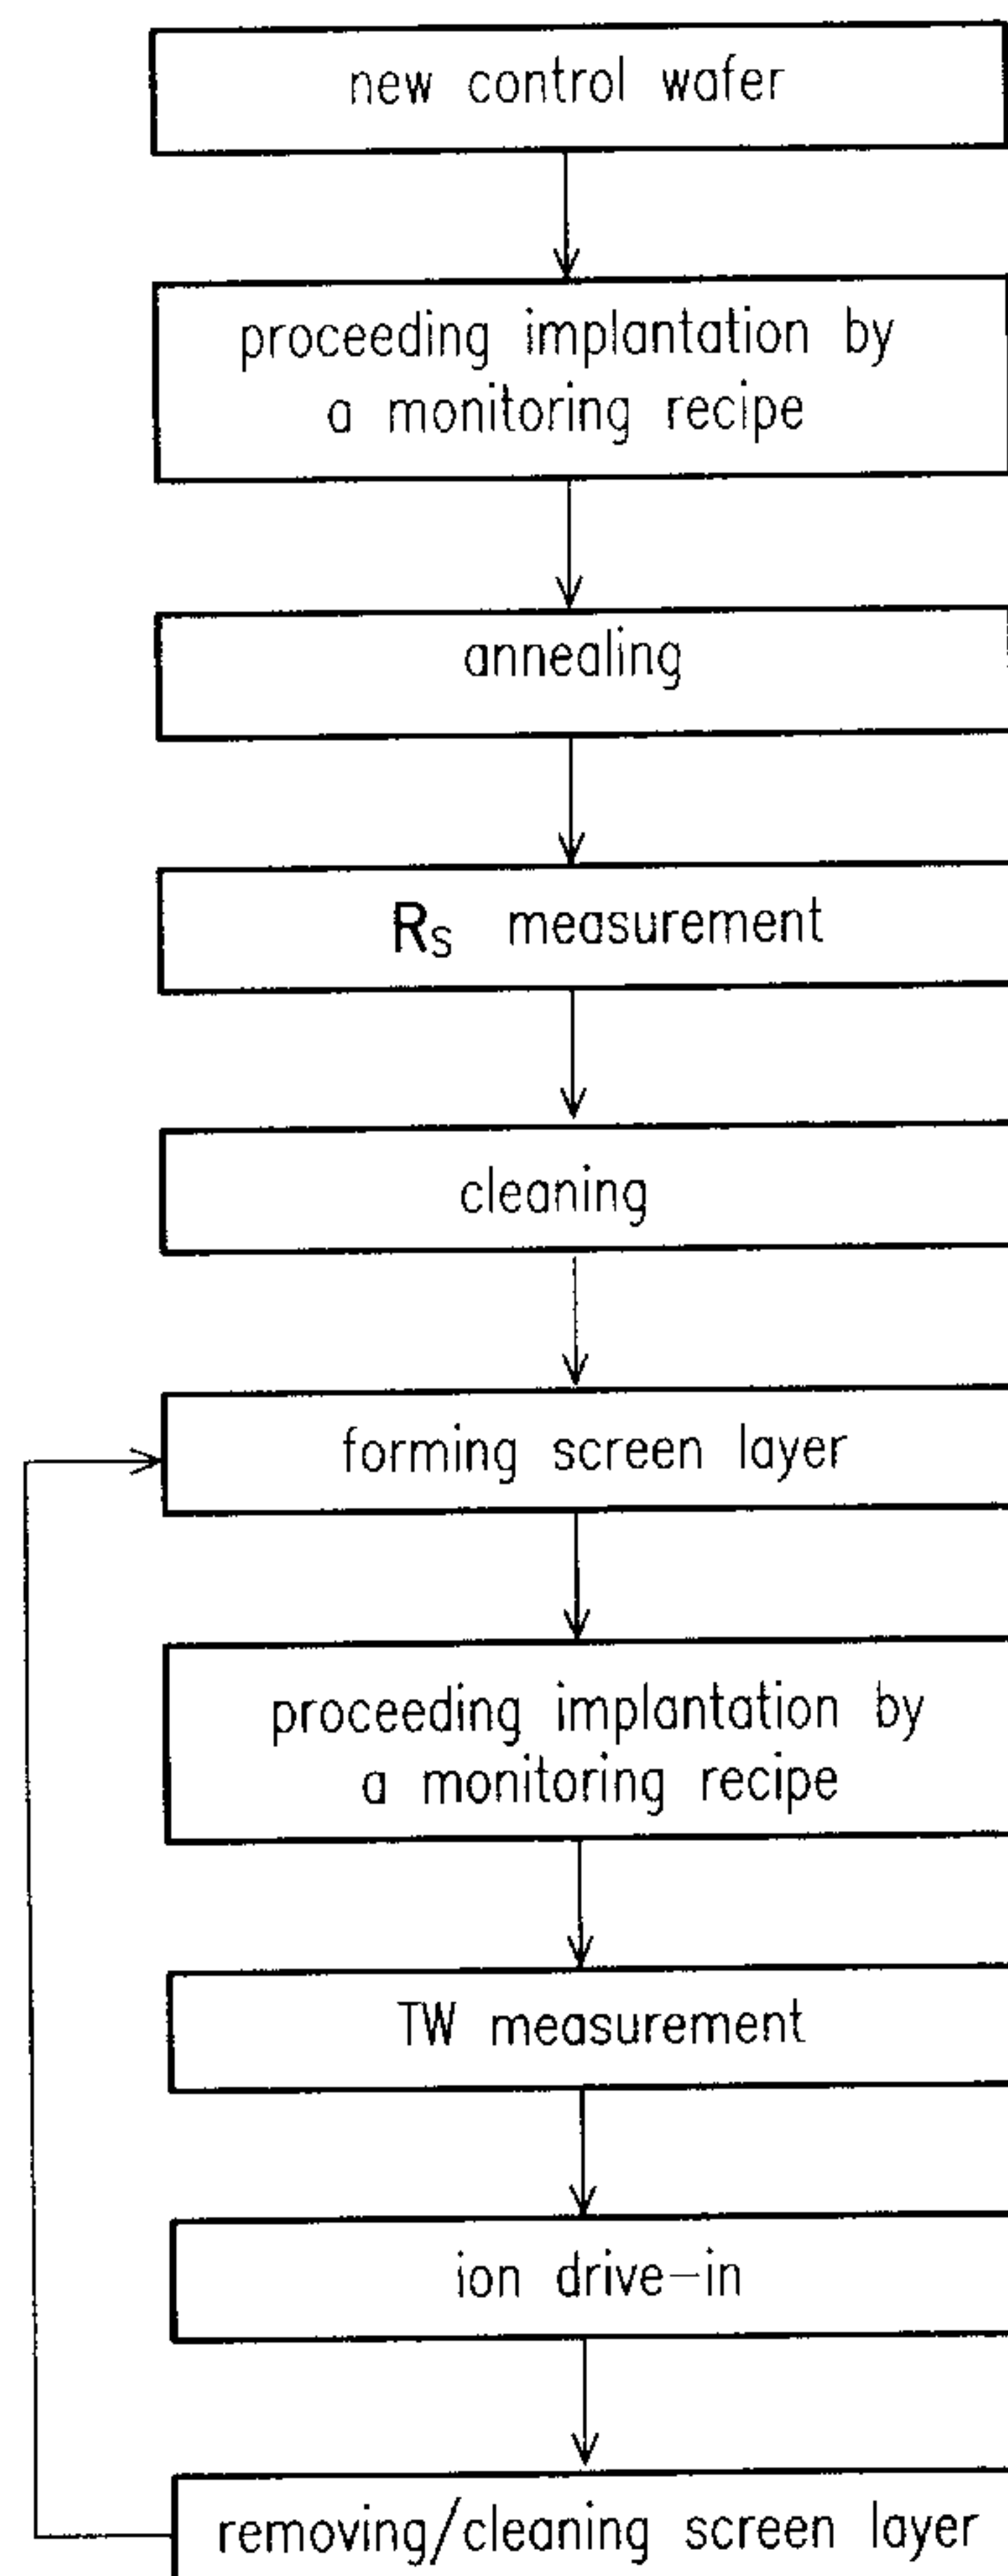 new control wafer
proceeding implantation by
a monitoring recipe
annealing
RS measurement
cleaning
forming screen layer
proceeding implantation by
a monitoring recipe
TW measurement
ion drive-in
removing/cleaning screen layer